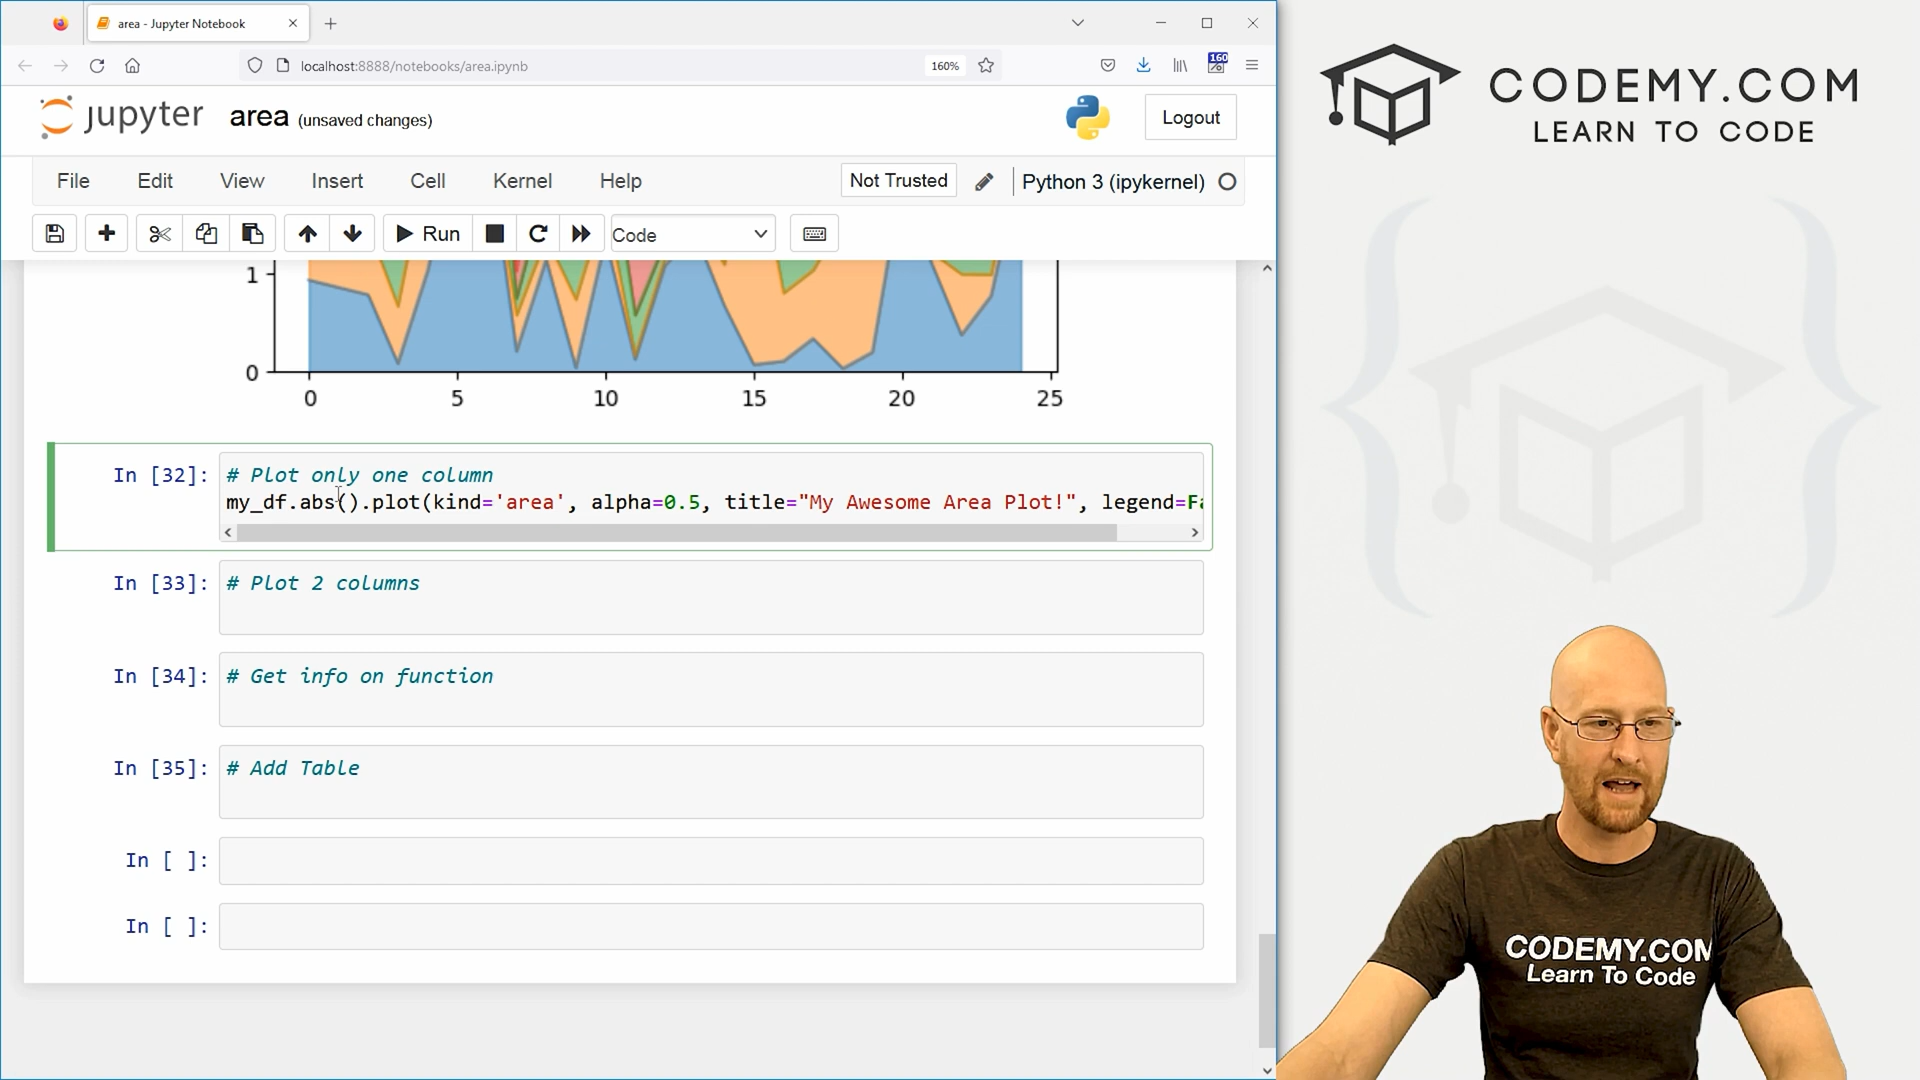 area - Jupyter Notebook
localhost:8888/notebooks/area.ipynb
160%
160
jupyter area (unsaved changes)
Logout
File Edit View Insert Cell Kernel Help
Not Trusted
Python 3 (ipykernel)
Run
Code
1
0
0 5 10 15 20 25
In [32]: # Plot only one column
my_df.abs().plot(kind='area', alpha=0.5, title="My Awesome Area Plot!", legend=Fa
In [33]: # Plot 2 columns
In [34]: # Get info on function
In [35]: # Add Table
In [ ]:
In [ ]:
CODEMY.COM
LEARN TO CODE
CODEMY.COM
Learn To Code